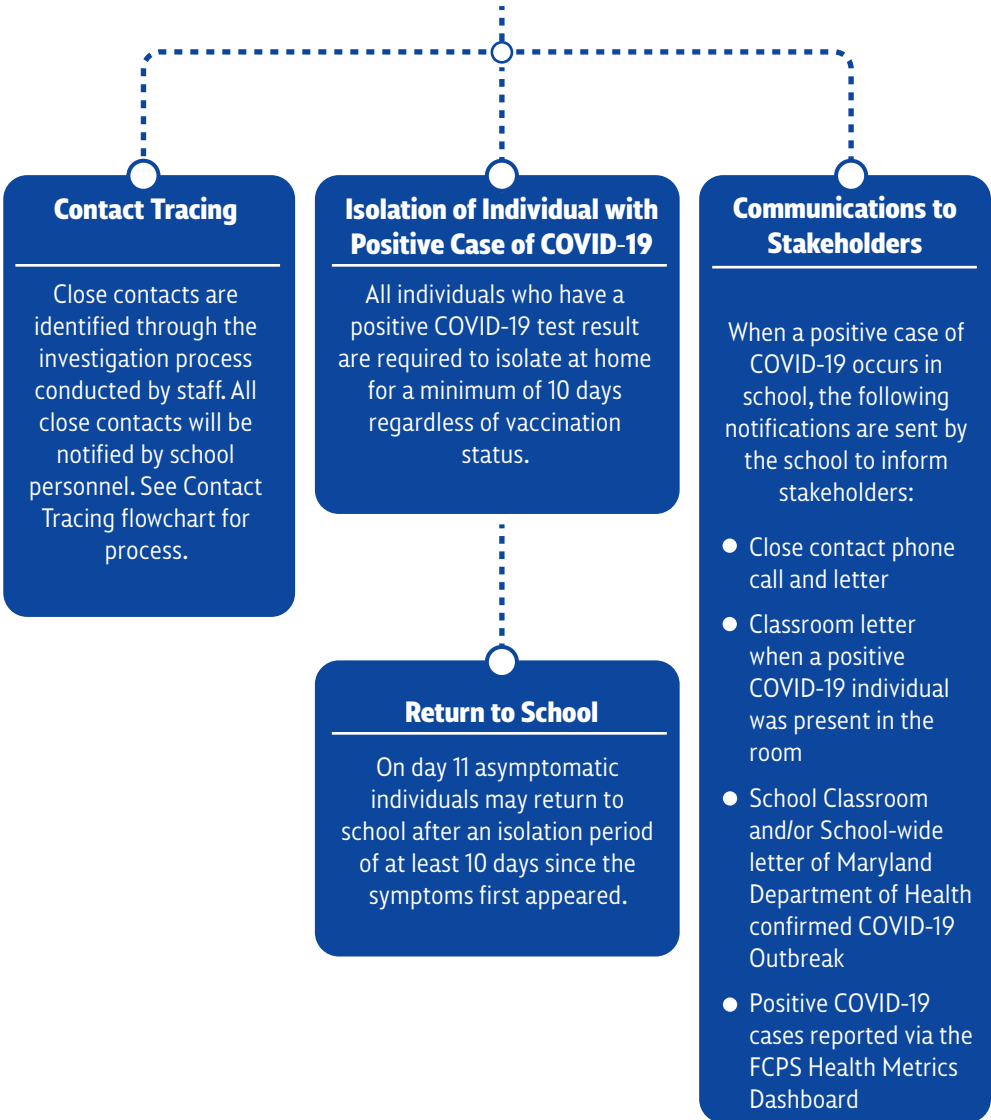 Contact Tracing
Close contacts are
identified through the
investigation process
conducted by staff. All
close contacts will be
notified by school
personnel. See Contact
Tracing flowchart for
process.
Isolation of Individual with
Positive Case of COVID-19
All individuals who have a
positive COVID-19 test result
are required to isolate at home
for a minimum of 10 days
regardless of vaccination
status.
Return to School
On day 11 asymptomatic
individuals may return to
school after an isolation period
of at least 10 days since the
symptoms first appeared.
Communications to
Stakeholders
When a positive case of
COVID-19 occurs in
school, the following
notifications are sent by
the school to inform
stakeholders:
Close contact phone
call and letter
Classroom letter
when a positive
COVID-19 individual
was present in the
room
School Classroom
and/or School-wide
letter of Maryland
Department of Health
confirmed COVID-19
Outbreak
Positive COVID-19
cases reported via the
FCPS Health Metrics
Dashboard